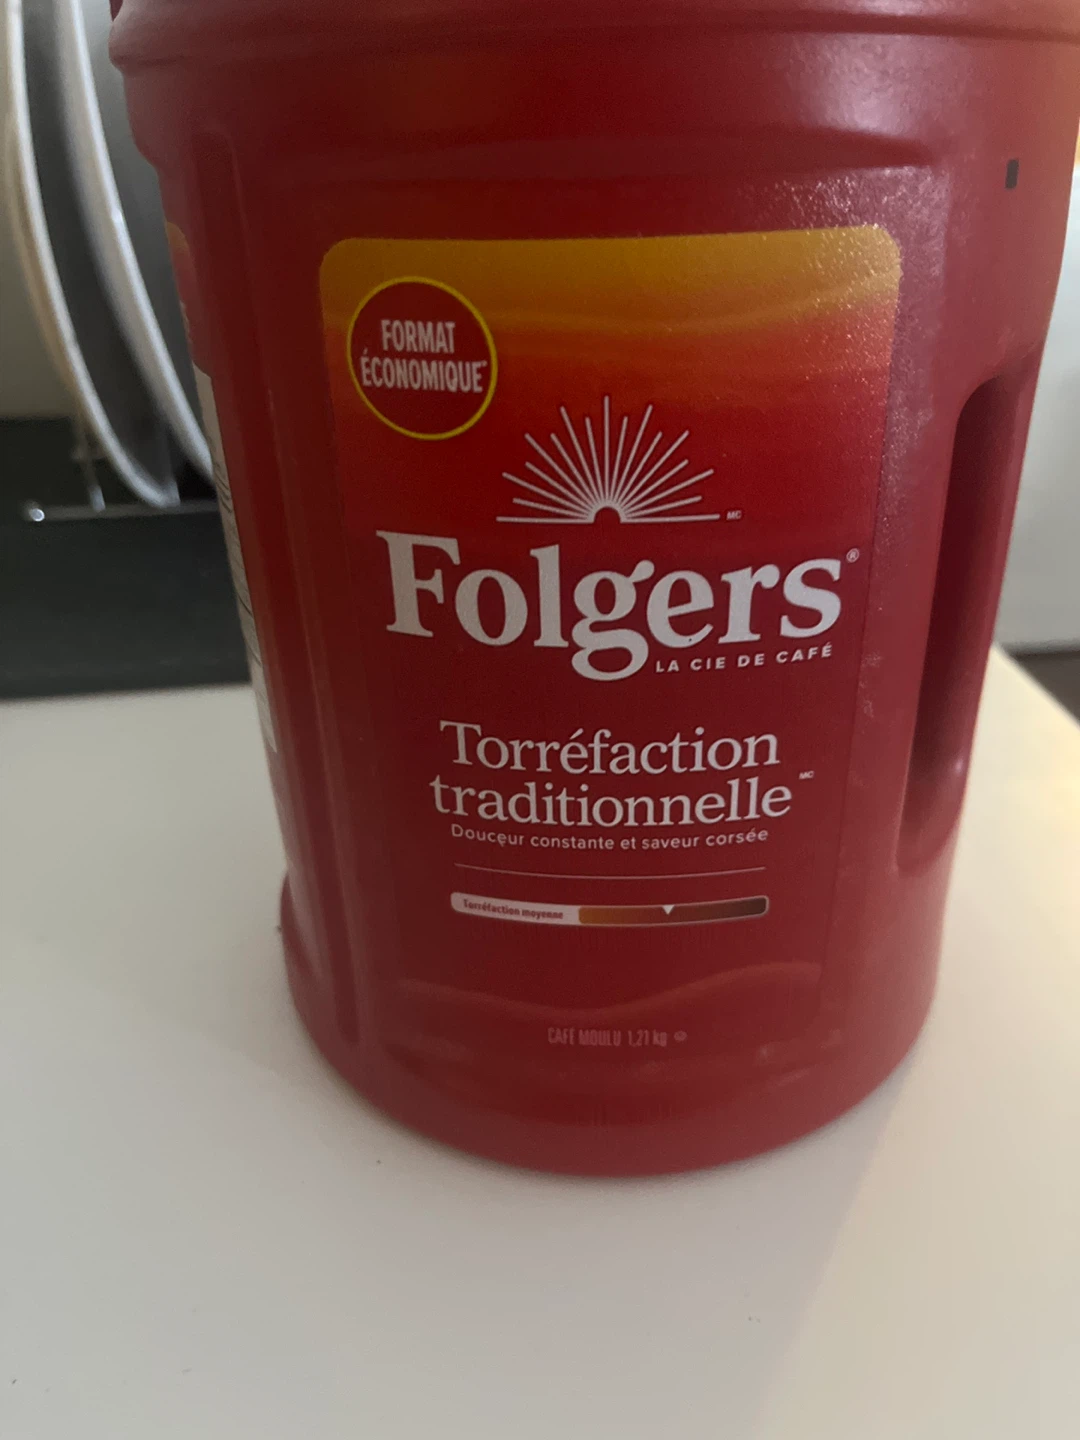 FORMAT
ÉCONOMIQUE
MC
Folgers®
LA CIE DE CAFÉ
Torréfaction
traditionnelle MC
Douceur constante et saveur corsée
Torréfaction moyenne
CAFÉ MOULU 1,21 kg